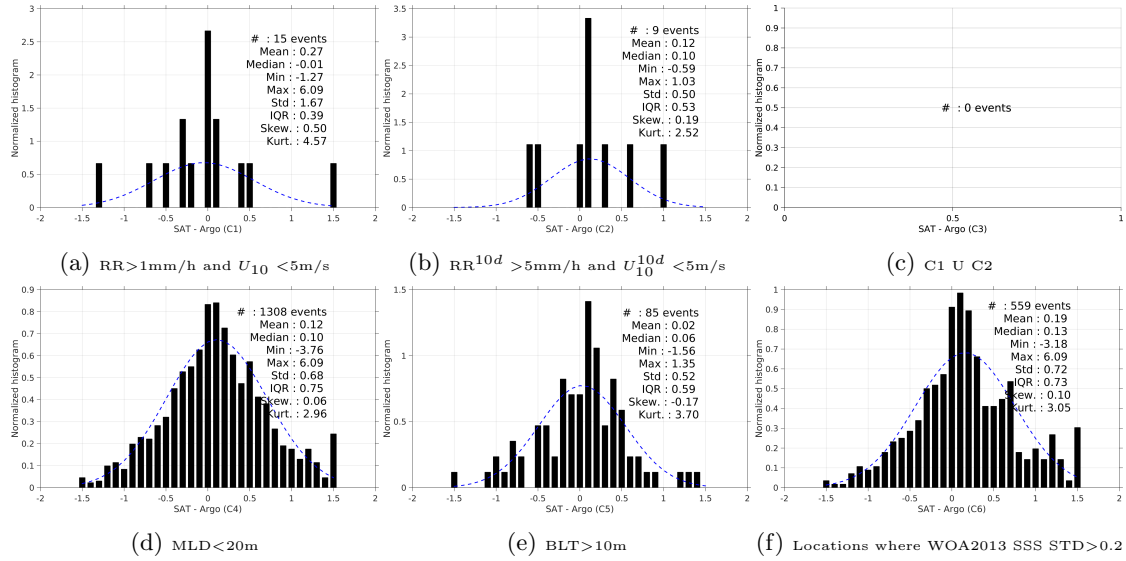 3
2.5
2
1.5
1
0.5
0
-2
-1.5
-1
-0.5
0
0.5
1
1.5
2
Normalized histogram
SAT - Argo (C1)
# : 15 events
Mean : 0.27
Median : -0.01
Min : -1.27
Max : 6.09
Std : 1.67
IQR : 0.39
Skew. : 0.50
Kurt. : 4.57
(a) RR>1mm/h and U10 <5m/s
3.5
3
2.5
2
1.5
1
0.5
0
-2
-1.5
-1
-0.5
0
0.5
1
1.5
2
Normalized histogram
SAT - Argo (C2)
# : 9 events
Mean : 0.12
Median : 0.10
Min : -0.59
Max : 1.03
Std : 0.50
IQR : 0.53
Skew. : 0.19
Kurt. : 2.52
(b) RR10d >5mm/h and U10d10 <5m/s
1
0.9
0.8
0.7
0.6
0.5
0.4
0.3
0.2
0.1
0
0
0.5
1
Normalized histogram
SAT - Argo (C3)
# : 0 events
(c) C1 U C2
0.9
0.8
0.7
0.6
0.5
0.4
0.3
0.2
0.1
0
-2
-1.5
-1
-0.5
0
0.5
1
1.5
2
Normalized histogram
SAT - Argo (C4)
# : 1308 events
Mean : 0.12
Median : 0.10
Min : -3.76
Max : 6.09
Std : 0.68
IQR : 0.75
Skew. : 0.06
Kurt. : 2.96
(d) MLD<20m
1.5
1
0.5
0
-2
-1.5
-1
-0.5
0
0.5
1
1.5
2
Normalized histogram
SAT - Argo (C5)
# : 85 events
Mean : 0.02
Median : 0.06
Min : -1.56
Max : 1.35
Std : 0.52
IQR : 0.59
Skew. : -0.17
Kurt. : 3.70
(e) BLT>10m
1
0.9
0.8
0.7
0.6
0.5
0.4
0.3
0.2
0.1
0
-2
-1.5
-1
-0.5
0
0.5
1
1.5
2
Normalized histogram
SAT - Argo (C6)
# : 559 events
Mean : 0.19
Median : 0.13
Min : -3.18
Max : 6.09
Std : 0.72
IQR : 0.73
Skew. : 0.10
Kurt. : 3.05
(f) Locations where WOA2013 SSS STD>0.2